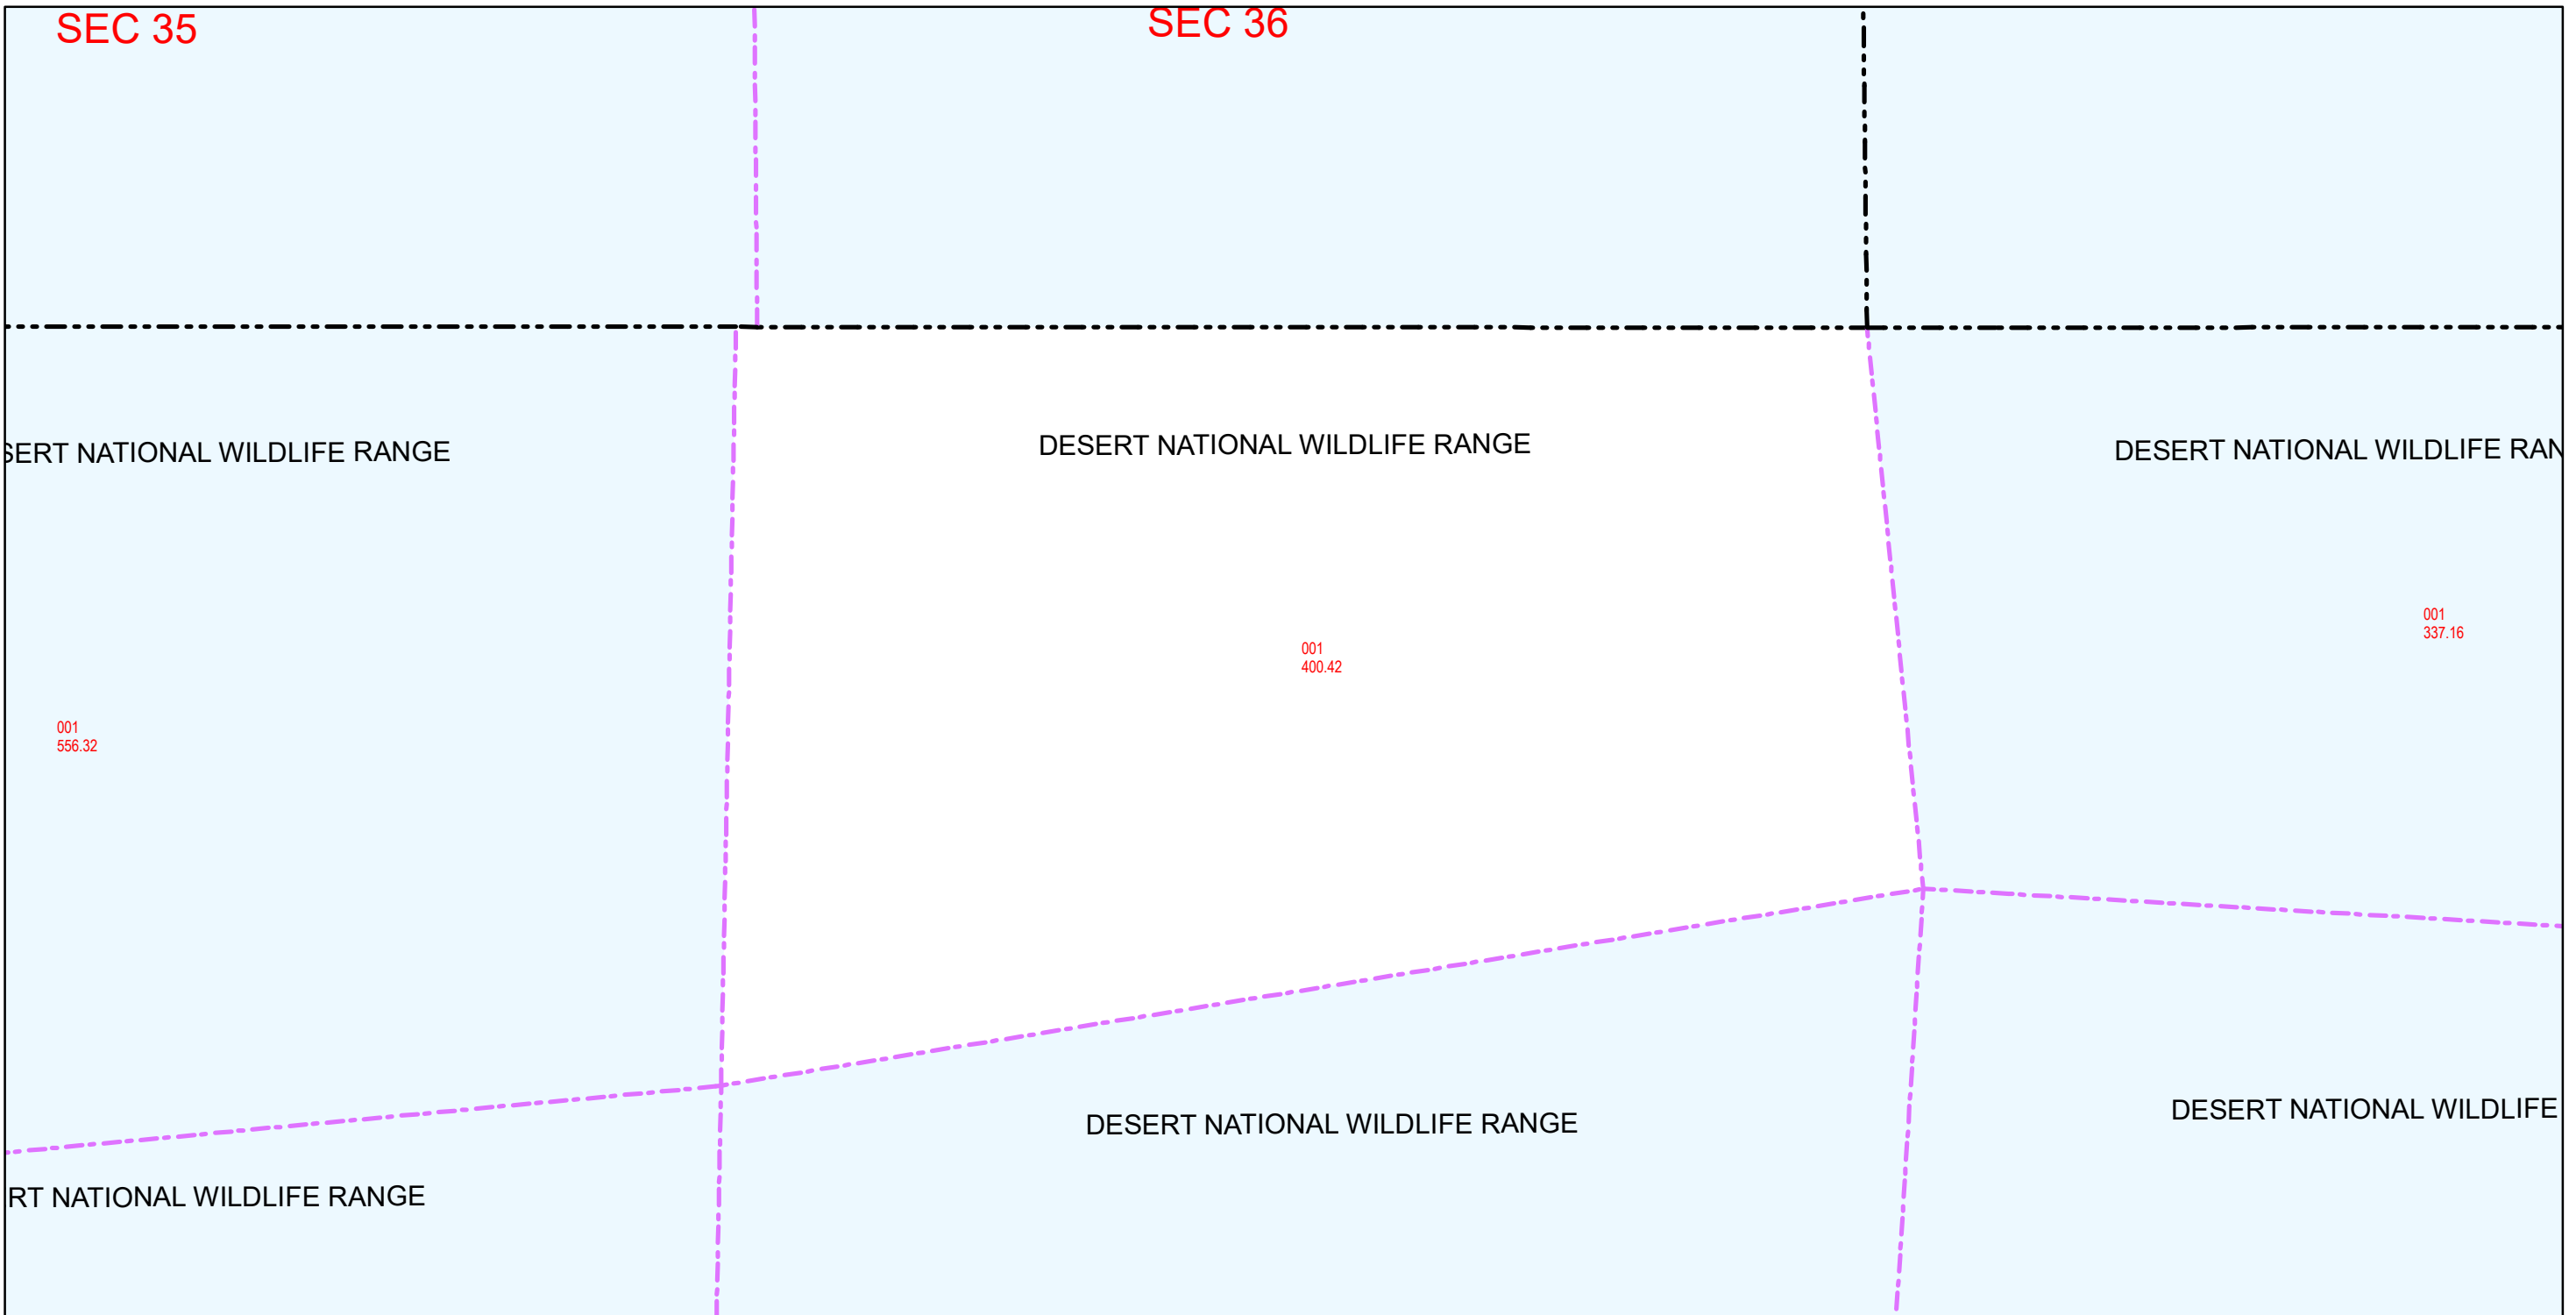 SEC 35
SEC 36
SERT NATIONAL WILDLIFE RANGE
DESERT NATIONAL WILDLIFE RANGE
DESERT NATIONAL WILDLIFE RAN
001
337.16
001
400.42
001
556.32
DESERT NATIONAL WILDLIFE RANGE
DESERT NATIONAL WILDLIFE
RT NATIONAL WILDLIFE RANGE